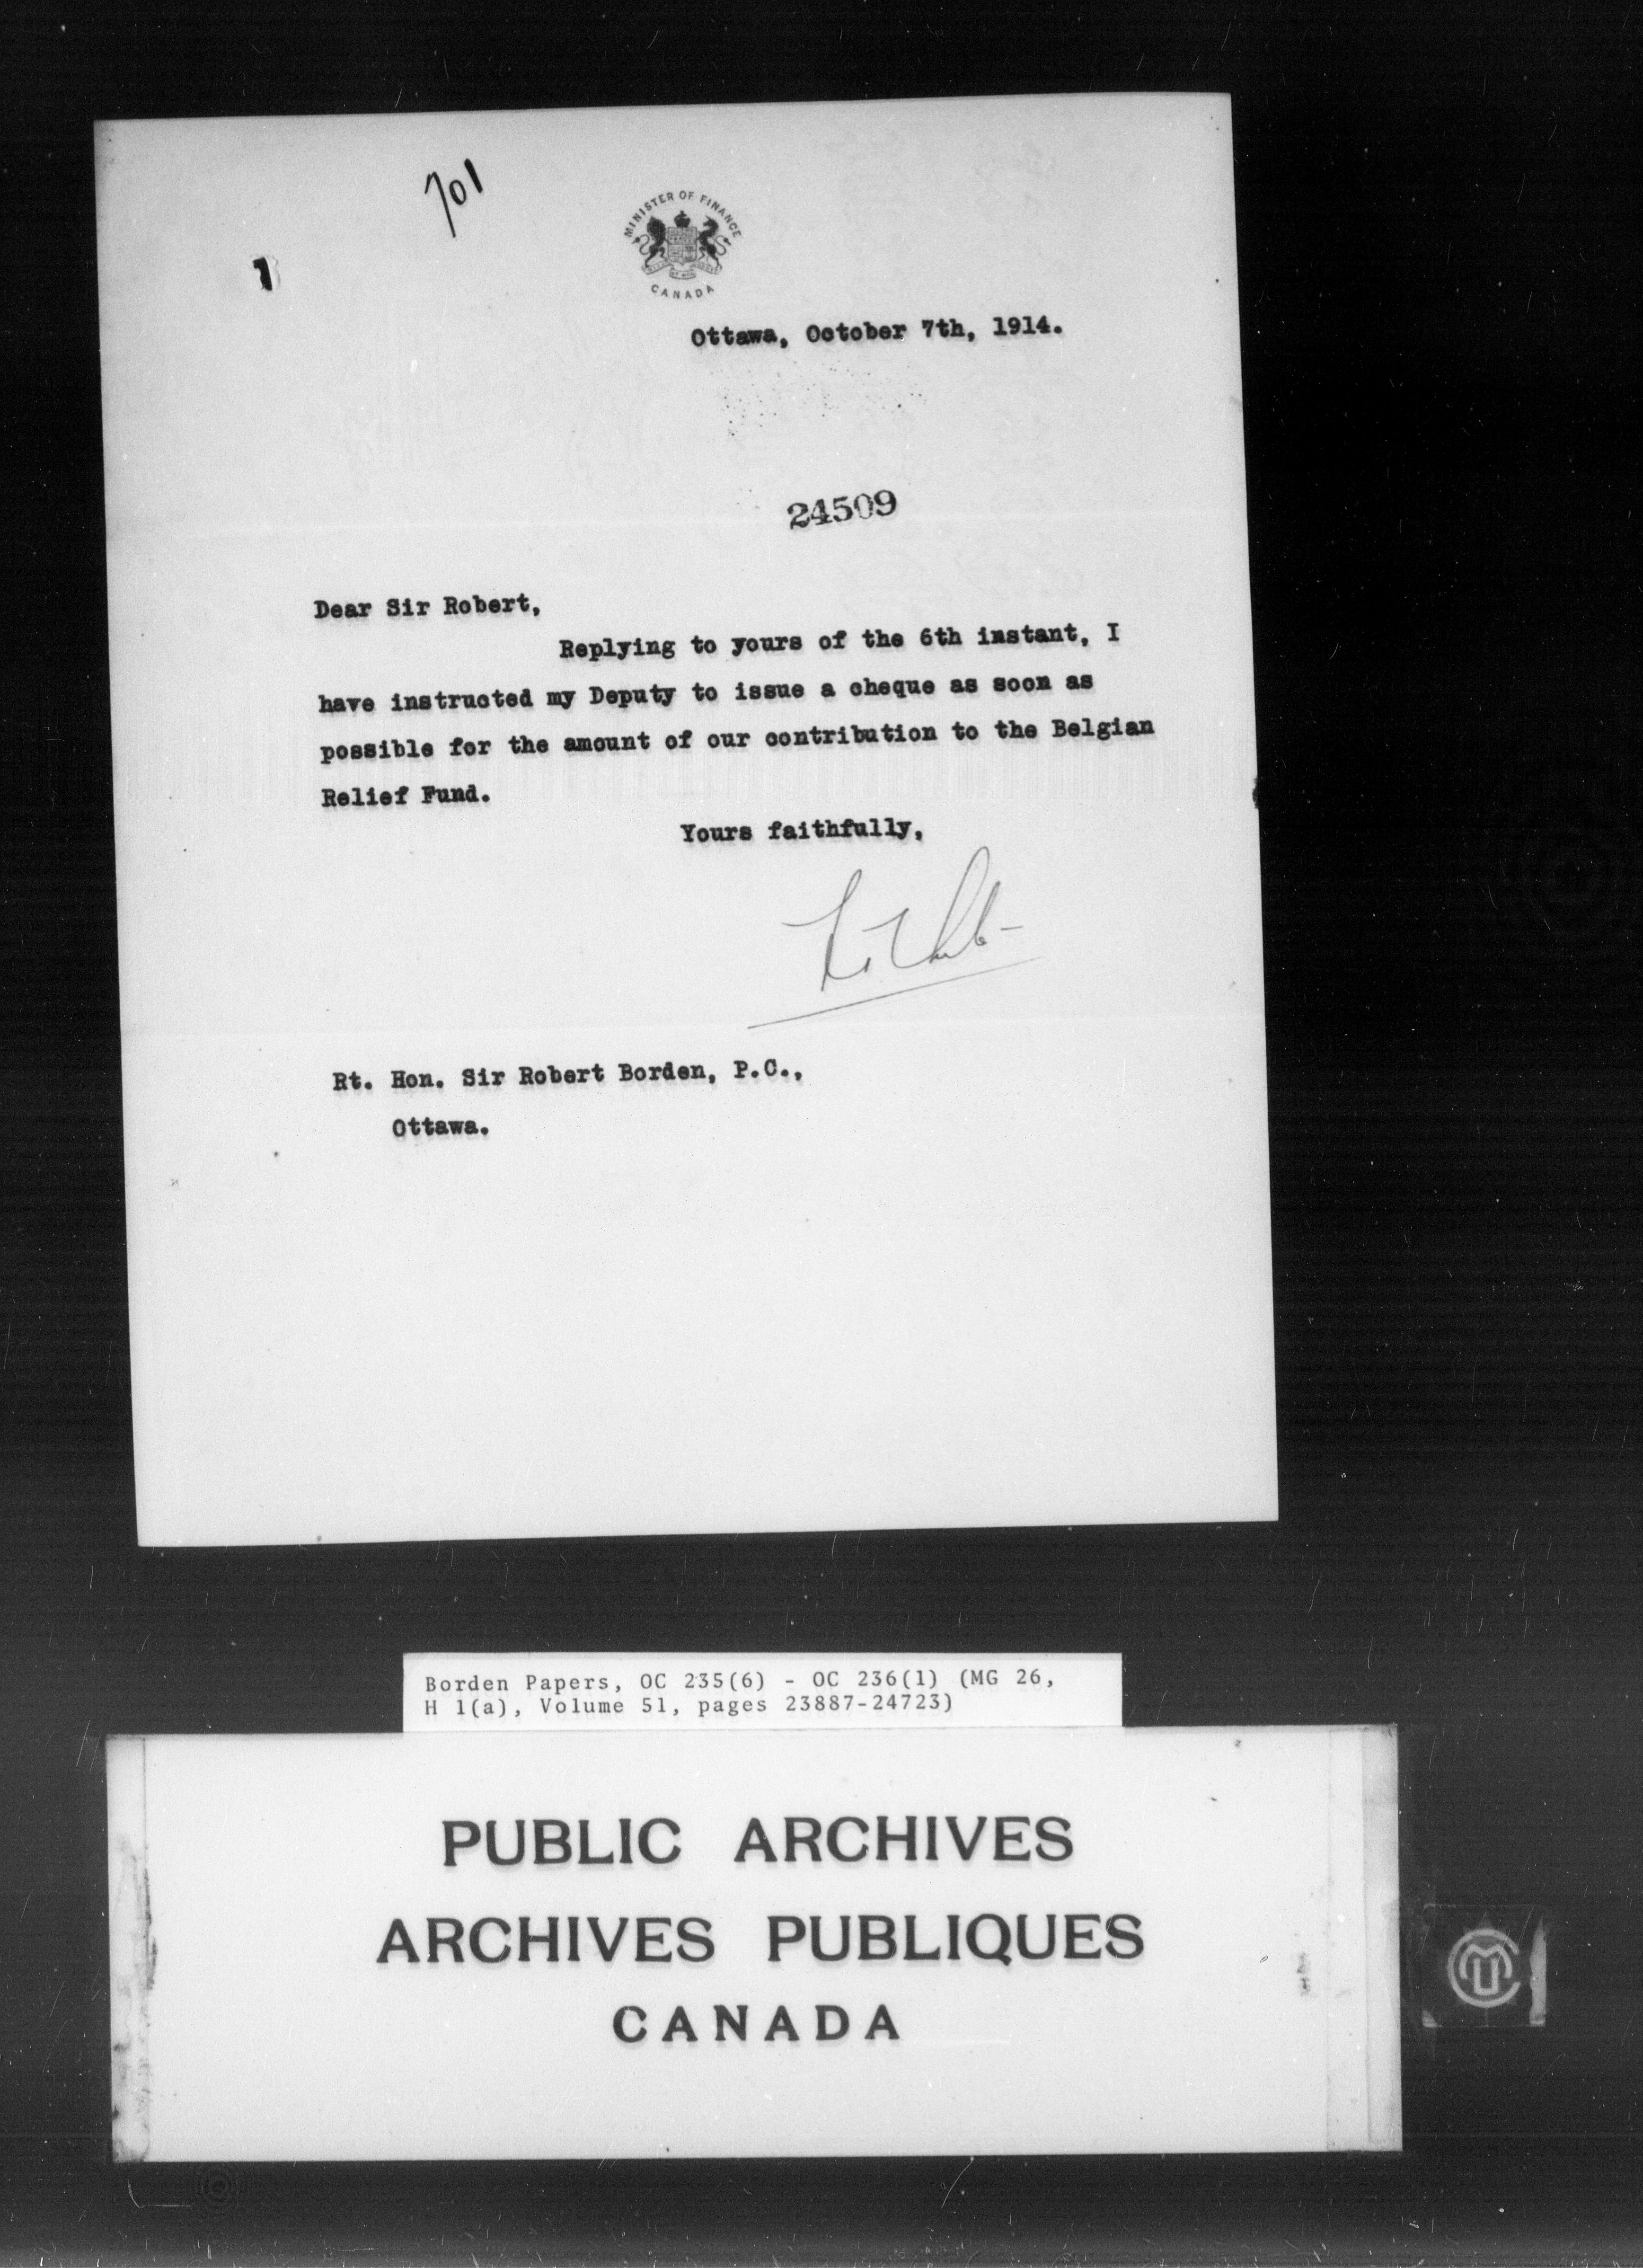 701
MINISTER OF FINANCE
CANADA
Ottawa, October 7th, 1914.
24509
Dear Sir Robert,
Replying to yours of the 6th instant, I
have instructed my Deputy to issue a cheque as soon as
possible for the amount of our contribution to the Belgian
Relief Fund.
Yours faithfully,
Rt. Hon. Sir Robert Borden, P.C.,
Ottawa.
Borden Papers, OC 235(6) - OC 236(1) (MG 26,
H 1(a), Volume 51, pages 23887-24723)
PUBLIC ARCHIVES
ARCHIVES PUBLIQUES
CANADA